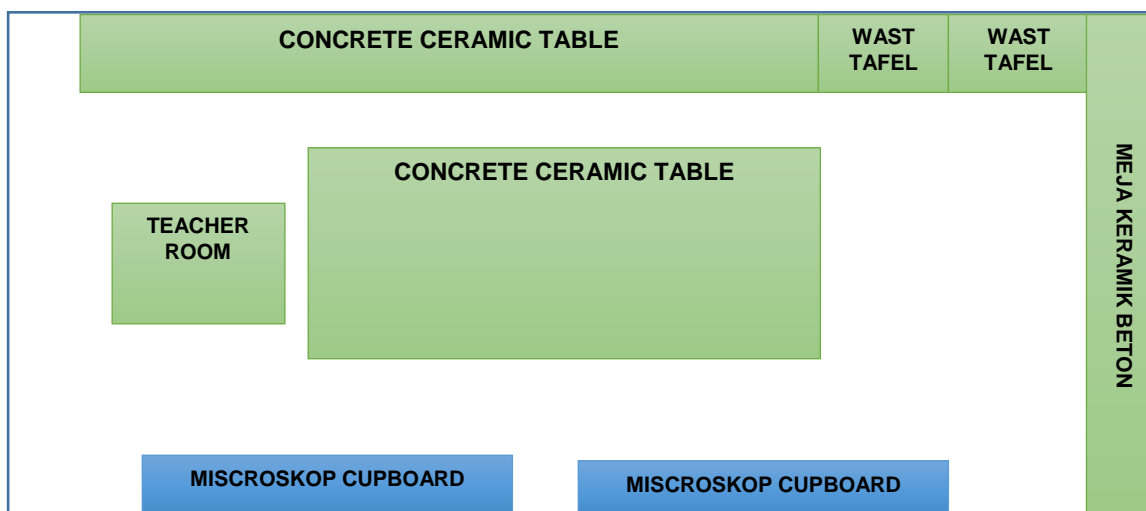 CONCRETE CERAMIC TABLE
WAST
TAFEL
WAST
TAFEL
MEJA KERAMIK BETON
CONCRETE CERAMIC TABLE
TEACHER
ROOM
MISCROSKOP CUPBOARD
MISCROSKOP CUPBOARD